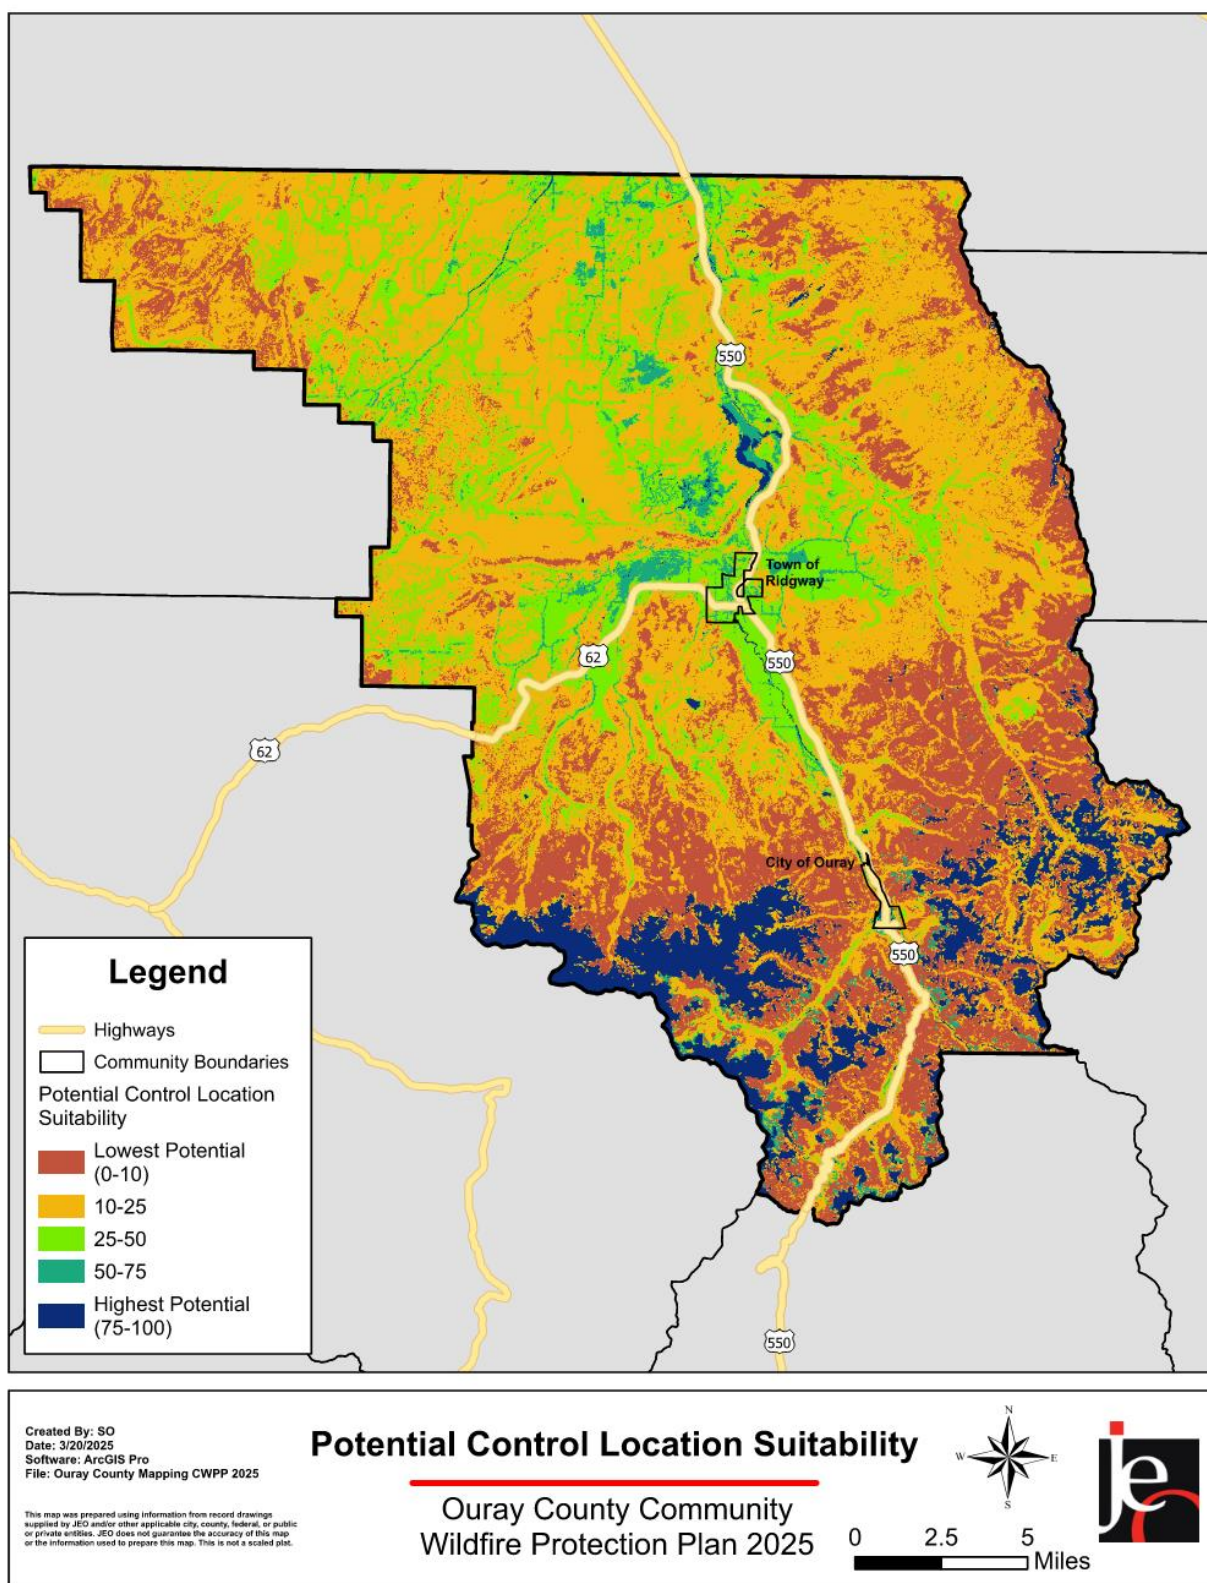 550
Town of
Ridgway
62
550
62
City of Ouray
550
Legend
Highways
Community Boundaries
Potential Control Location
Suitability
Lowest Potential
(0-10)
10-25
25-50
50-75
Highest Potential
(75-100)
550
Created By: SO
Date: 3/20/2025
Software: ArcGIS Pro
File: Ouray County Mapping CWPP 2025
This map was prepared using information from record drawings
supplied by JEO and/or other applicable city, county, federal, or public
or private entities. JEO does not guarantee the accuracy of this map
or the information used to prepare this map. This is not a scaled plat.
Potential Control Location Suitability
Ouray County Community
Wildfire Protection Plan 2025
N
W E
S
0 2.5 5
Miles
jeo